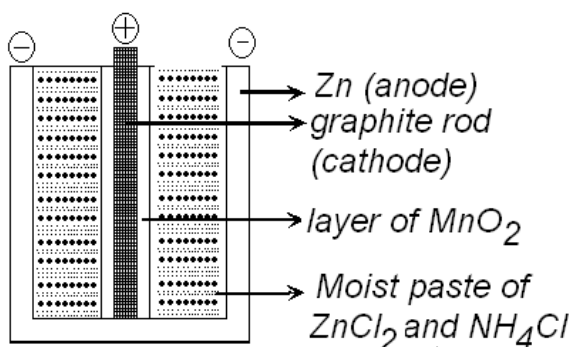 − + −
Zn (anode)
graphite rod
(cathode)
layer of MnO2
Moist paste of
ZnCl2 and NH4Cl